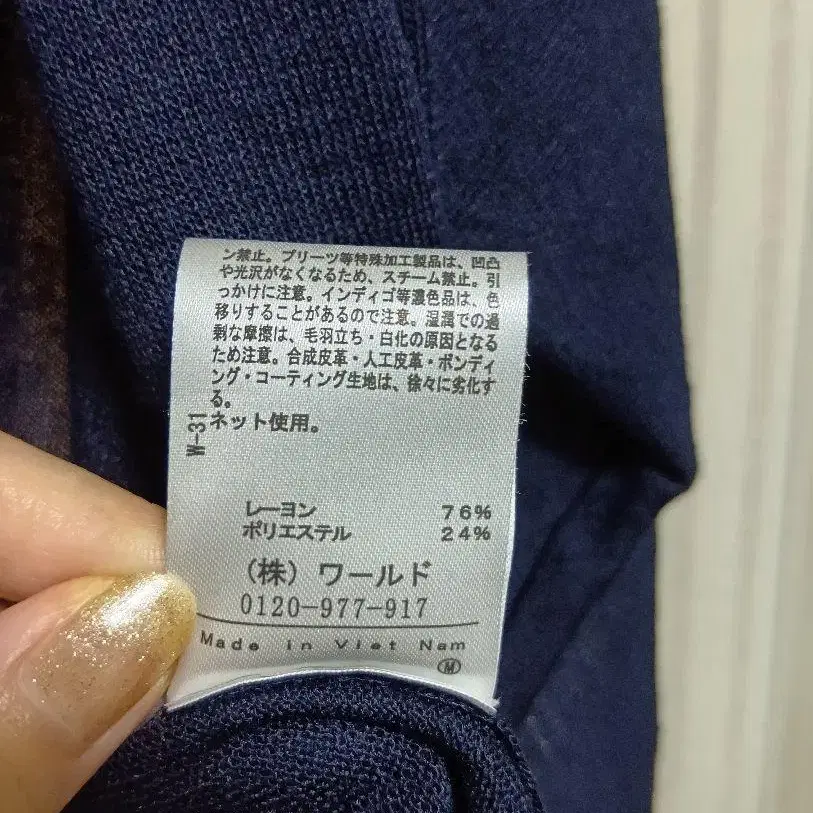 ン禁止。プリーツ等特殊加工製品は、凹凸
や光沢がなくなるため、スチーム禁止。引
っかけに注意。インディゴ等濃色品は、色
移りすることがあるので注意。湿潤での過
剰な摩擦は、毛羽立ち・白化の原因となる
ため注意。合成皮革・人工皮革・ボンディ
ング・コーティング生地は、徐々に劣化す
る。
W-31
ネット使用。
レーヨン 76%
ポリエステル 24%
(株) ワールド
0120-977-917
Made in Viet Nam
Ⓜ